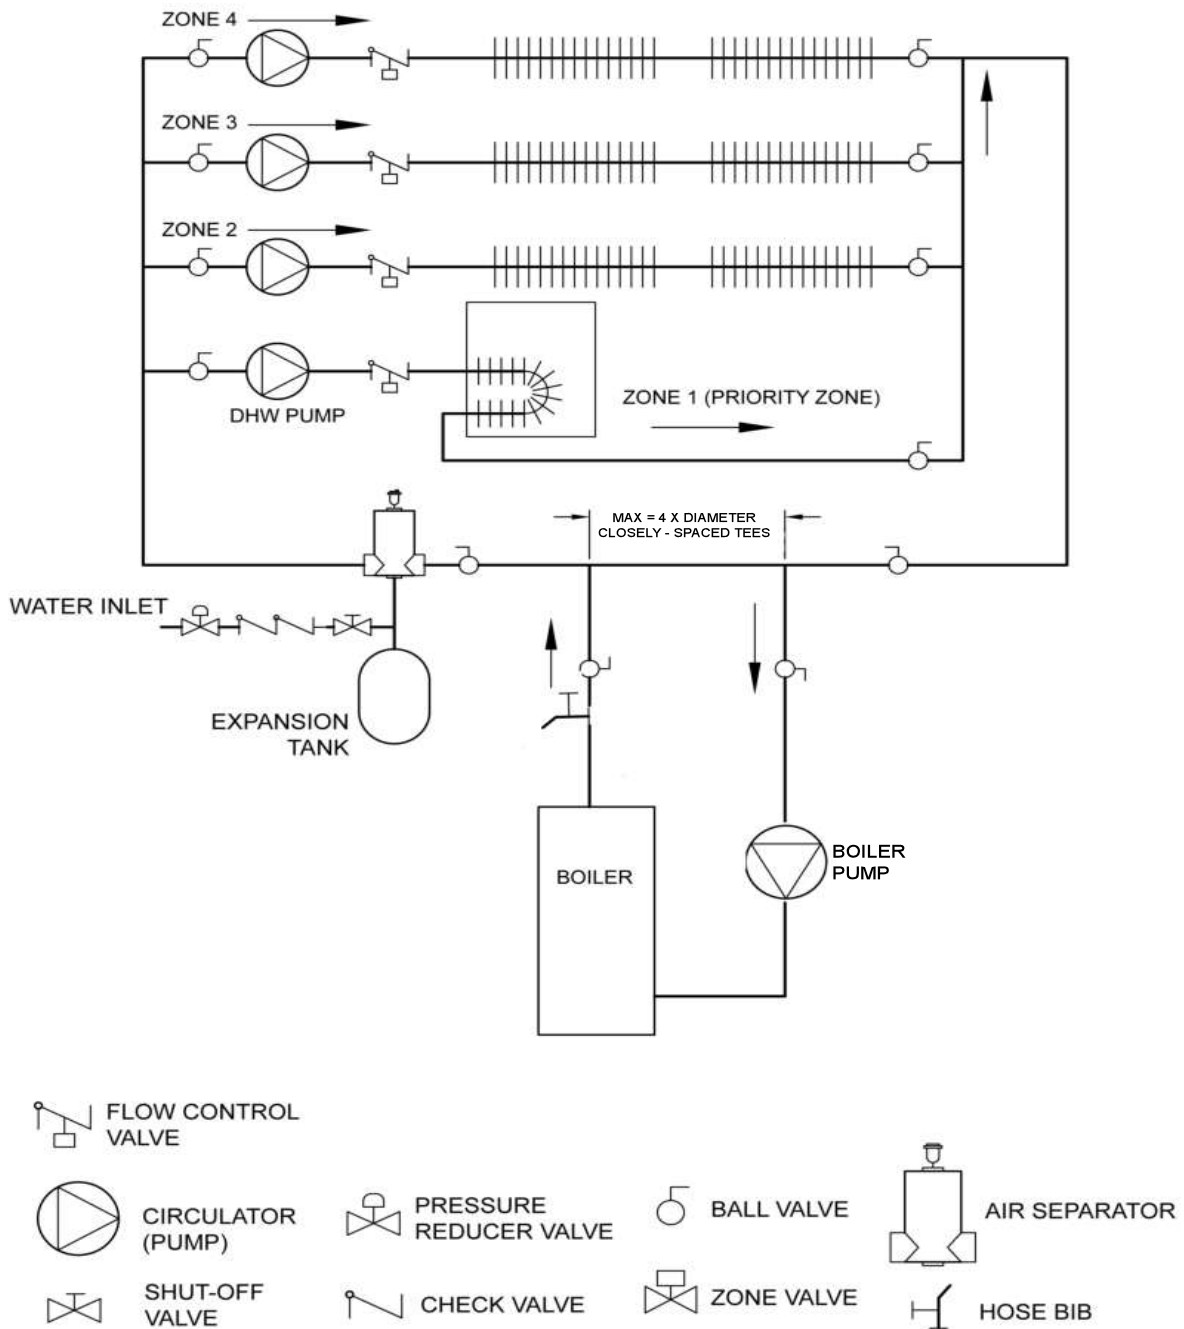 ZONE 4
ZONE 3
ZONE 2
DHW PUMP
ZONE 1 (PRIORITY ZONE)
MAX = 4 X DIAMETER
CLOSELY - SPACED TEES
WATER INLET
EXPANSION
TANK
BOILER
BOILER
PUMP
FLOW CONTROL
VALVE
CIRCULATOR
(PUMP)
PRESSURE
REDUCER VALVE
BALL VALVE
AIR SEPARATOR
SHUT-OFF
VALVE
CHECK VALVE
ZONE VALVE
HOSE BIB